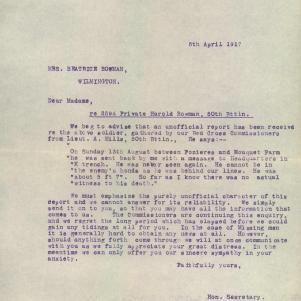 5th April 1917
MRS. BEATRICE BOWMAN,
WILMINGTON.
Dear Madame,
re Private Harold Bowman, 50th Bttln.
We beg to advise that an unofficial report has been received
re the above soldier, gathered by our Red Cross Commissioners
from Lieut. A. Mills, 50th Bttln., He says:--
"On Sunday 13th August between Pozieres and Mouquet Farm
"he was sent back by me with a message to Headquarters in
"K trench. He was never seen again. He cannot be in
"the enemy's hands as he was behind our lines. He was
"about 5 ft 7". So far as I know there was no actual
"witness to his death."
We must emphasise the purely unofficial character of this
report and we cannot answer for its reliability. We simply
send it on to you, so that you may have all the information that
comes to us. The Commissioners are continuing this enquiry,
and we regret the long period which has elapsed before we could
gain any tidings at all for you. In the case of Missing men
it is generally hard to obtain any news at all. However,
should anything forth come through we will at once communicate
with you as we fully appreciate your great distress. In the
meantime we can only offer you our sincere sympathy in your
anxiety.
Faithfully yours,
Hon. Secretary.